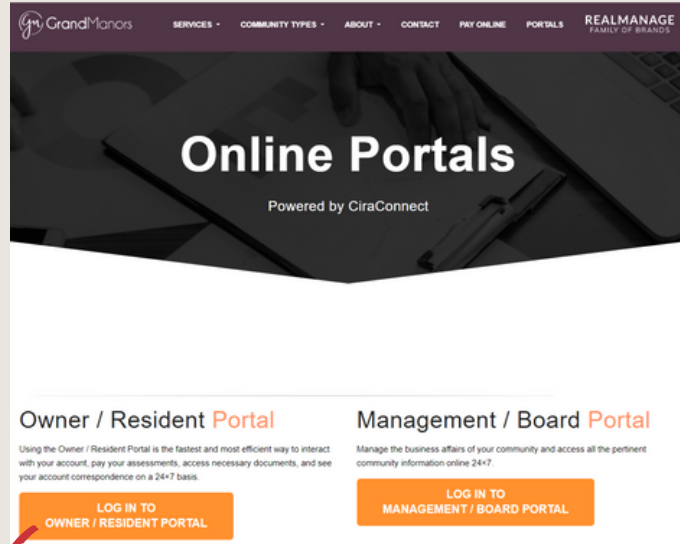 gm GrandManors
SERVICES COMMUNITY TYPES ABOUT CONTACT PAY ONLINE PORTALS
REALMANAGE
FAMILY OF BRANDS
Online Portals
Powered by CiraConnect
Owner / Resident Portal
Using the Owner / Resident Portal is the fastest and most efficient way to interact
with your account, pay your assessments, access necessary documents, and see
your account correspondence on a 24×7 basis.
LOG IN TO
OWNER / RESIDENT PORTAL
Management / Board Portal
Manage the business affairs of your community and access all the pertinent
community information online 24×7.
LOG IN TO
MANAGEMENT / BOARD PORTAL